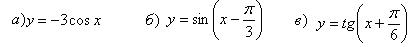 а)y = −3cos x б) y = sin(x − π/3) в) y = tg(x + π/6)